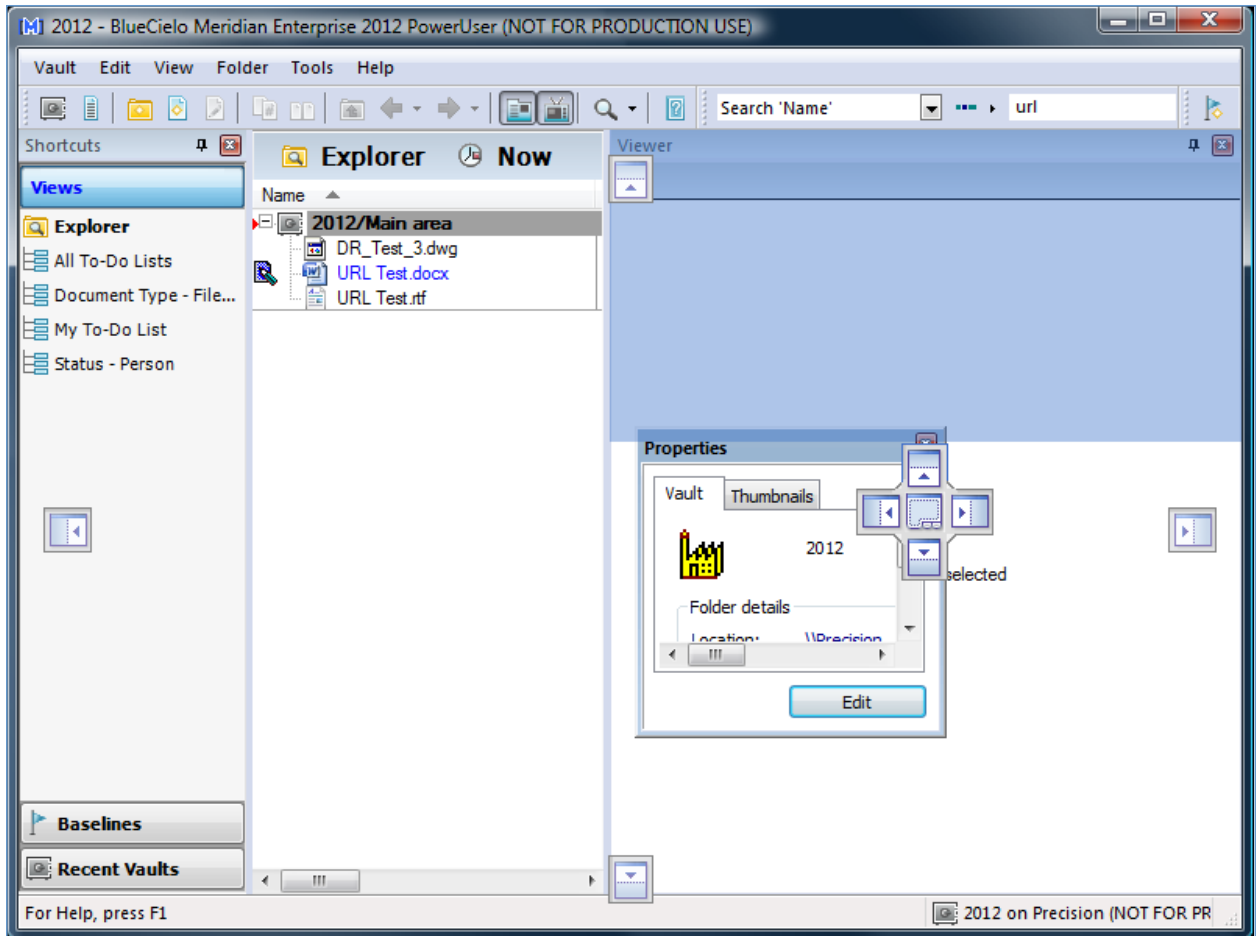 2012 - BlueCielo Meridian Enterprise 2012 PowerUser (NOT FOR PRODUCTION USE)
Vault Edit View Folder Tools Help
Search 'Name' url
Shortcuts
Views
Explorer
All To-Do Lists
Document Type - File...
My To-Do List
Status - Person
Baselines
Recent Vaults
Explorer Now
Name
2012/Main area
DR_Test_3.dwg
URL Test.docx
URL Test.rtf
Viewer
Properties
Vault Thumbnails
2012
selected
Folder details
Location: \\Precision
Edit
For Help, press F1
2012 on Precision (NOT FOR PR